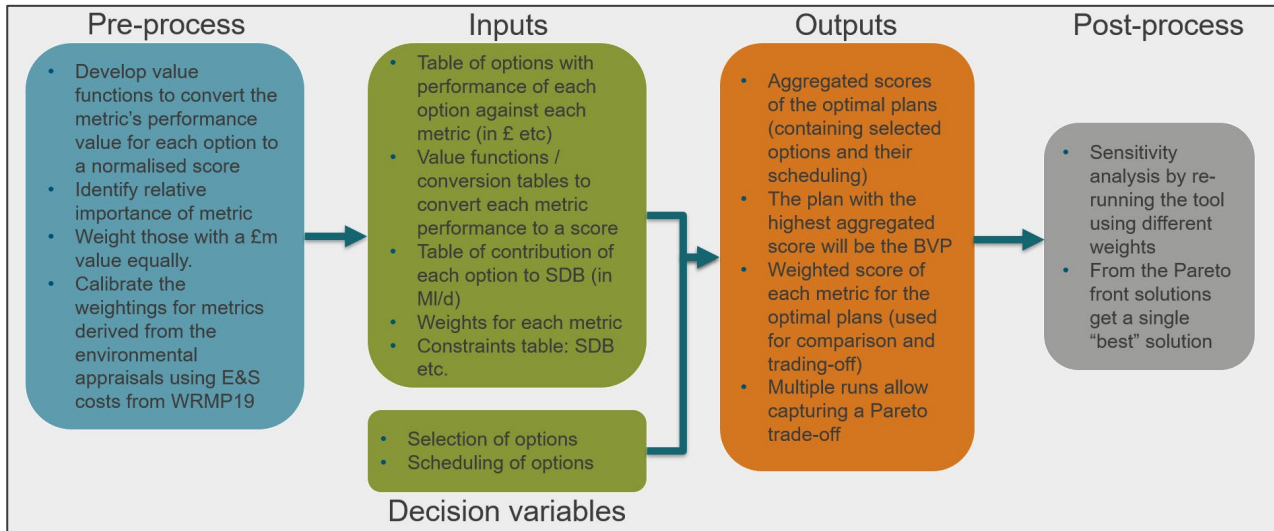 Pre-process
• Develop value
functions to convert the
metric's performance
value for each option to
a normalised score
• Identify relative
importance of metric
• Weight those with a £m
value equally.
• Calibrate the
weightings for metrics
derived from the
environmental
appraisals using E&S
costs from WRMP19
Inputs
• Table of options with
performance of each
option against each
metric (in £ etc)
• Value functions /
conversion tables to
convert each metric
performance to a score
• Table of contribution of
each option to SDB (in
Ml/d)
• Weights for each metric
• Constraints table: SDB
etc.
• Selection of options
• Scheduling of options
Decision variables
Outputs
• Aggregated scores
of the optimal plans
(containing selected
options and their
scheduling)
• The plan with the
highest aggregated
score will be the BVP
• Weighted score of
each metric for the
optimal plans (used
for comparison and
trading-off)
• Multiple runs allow
capturing a Pareto
trade-off
Post-process
• Sensitivity
analysis by re-
running the tool
using different
weights
• From the Pareto
front solutions
get a single
“best” solution